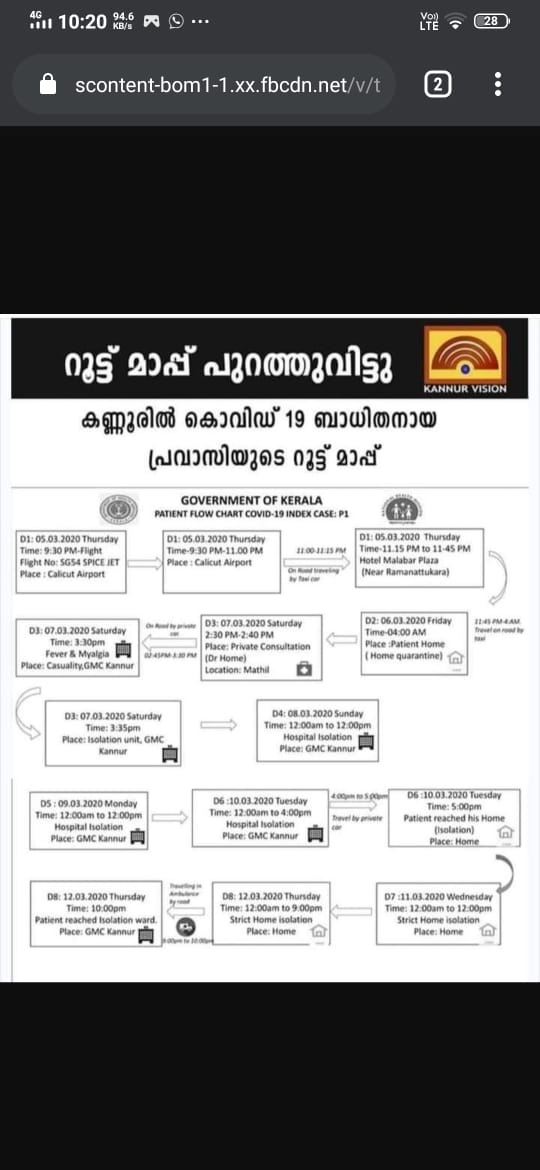 4G 10:20 94.6 KB/s ... Vo)) LTE 28
scontent-bom1-1.xx.fbcdn.net/v/t 2
റൂട്ട് മാപ്പ് പുറത്തുവിട്ടു
KANNUR VISION
കണ്ണൂരിൽ കൊവിഡ് 19 ബാധിതനായ
പ്രവാസിയുടെ റൂട്ട് മാപ്പ്
GOVERNMENT OF KERALA
PATIENT FLOW CHART COVID-19 INDEX CASE: P1
D1: 05.03.2020 Thursday
Time: 9:30 PM-Flight
Flight No: SG54 SPICE JET
Place : Calicut Airport
D1: 05.03.2020 Thursday
Time-9:30 PM-11.00 PM
Place : Calicut Airport
11:00-11:15 PM
On Road traveling
by Taxi car
D1: 05.03.2020 Thursday
Time-11.15 PM to 11-45 PM
Hotel Malabar Plaza
(Near Ramanattukara)
11:45 PM-4:AM.
Travel on road by
taxi
D2: 06.03.2020 Friday
Time-04:00 AM
Place :Patient Home
( Home quarantine)
D3: 07.03.2020 Saturday
2:30 PM-2:40 PM
Place: Private Consultation
(Dr Home)
Location: Mathil
On Road by private
car
02:45PM-3:30 PM
D3: 07.03.2020 Saturday
Time: 3:30pm
Fever & Myalgia
Place: Casuality,GMC Kannur
D3: 07.03.2020 Saturday
Time: 3:35pm
Place: Isolation unit, GMC
Kannur
D4: 08.03.2020 Sunday
Time: 12:00am to 12:00pm
Hospital Isolation
Place: GMC Kannur
D5 : 09.03.2020 Monday
Time: 12:00am to 12:00pm
Hospital Isolation
Place: GMC Kannur
D6 :10.03.2020 Tuesday
Time: 12:00am to 4:00pm
Hospital Isolation
Place: GMC Kannur
4:00pm to 5:00pm
Travel by private
car
D6 :10.03.2020 Tuesday
Time: 5:00pm
Patient reached his Home
(Isolation)
Place: Home
D7 :11.03.2020 Wednesday
Time: 12:00am to 12:00pm
Strict Home isolation
Place: Home
D8: 12.03.2020 Thursday
Time: 12:00am to 9:00pm
Strict Home isolation
Place: Home
Travelling in
Ambulance
by road
9:00pm to 10:00pm
D8: 12.03.2020 Thursday
Time: 10:00pm
Patient reached Isolation ward.
Place: GMC Kannur